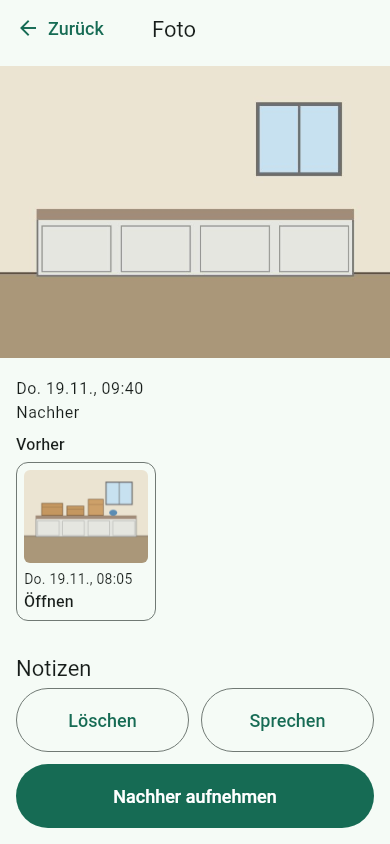 Zurück
Foto
Do. 19.11., 09:40
Nachher
Vorher
Do. 19.11., 08:05
Öffnen
Notizen
Löschen
Sprechen
Nachher aufnehmen